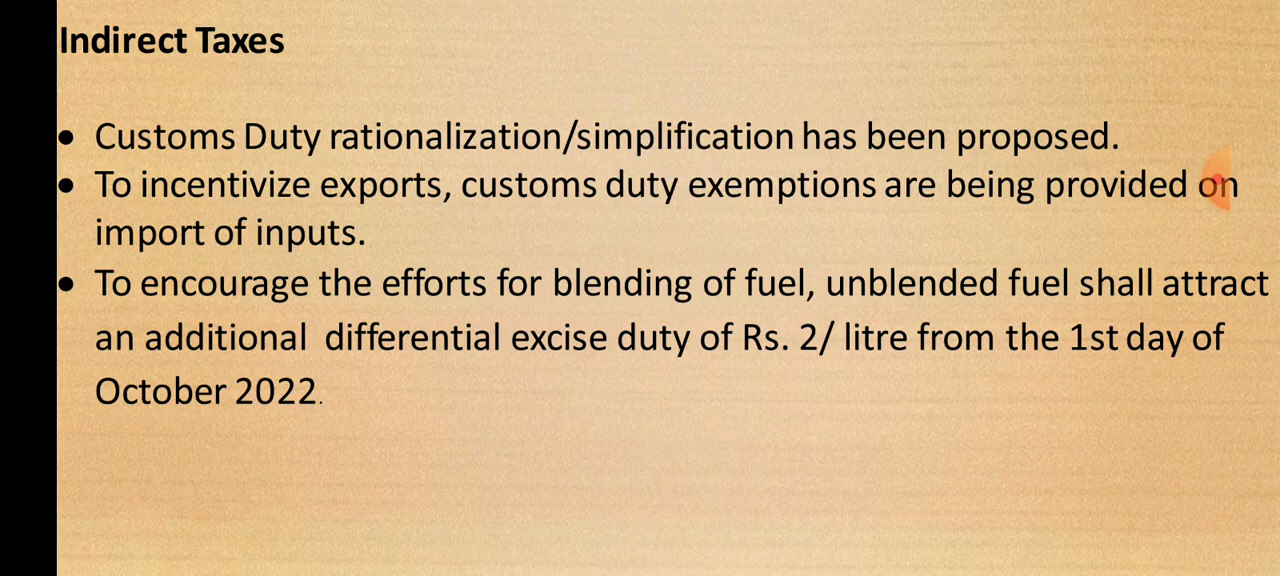 Indirect Taxes
• Customs Duty rationalization/simplification has been proposed.
• To incentivize exports, customs duty exemptions are being provided on
import of inputs.
• To encourage the efforts for blending of fuel, unblended fuel shall attract
an additional differential excise duty of Rs. 2/ litre from the 1st day of
October 2022.